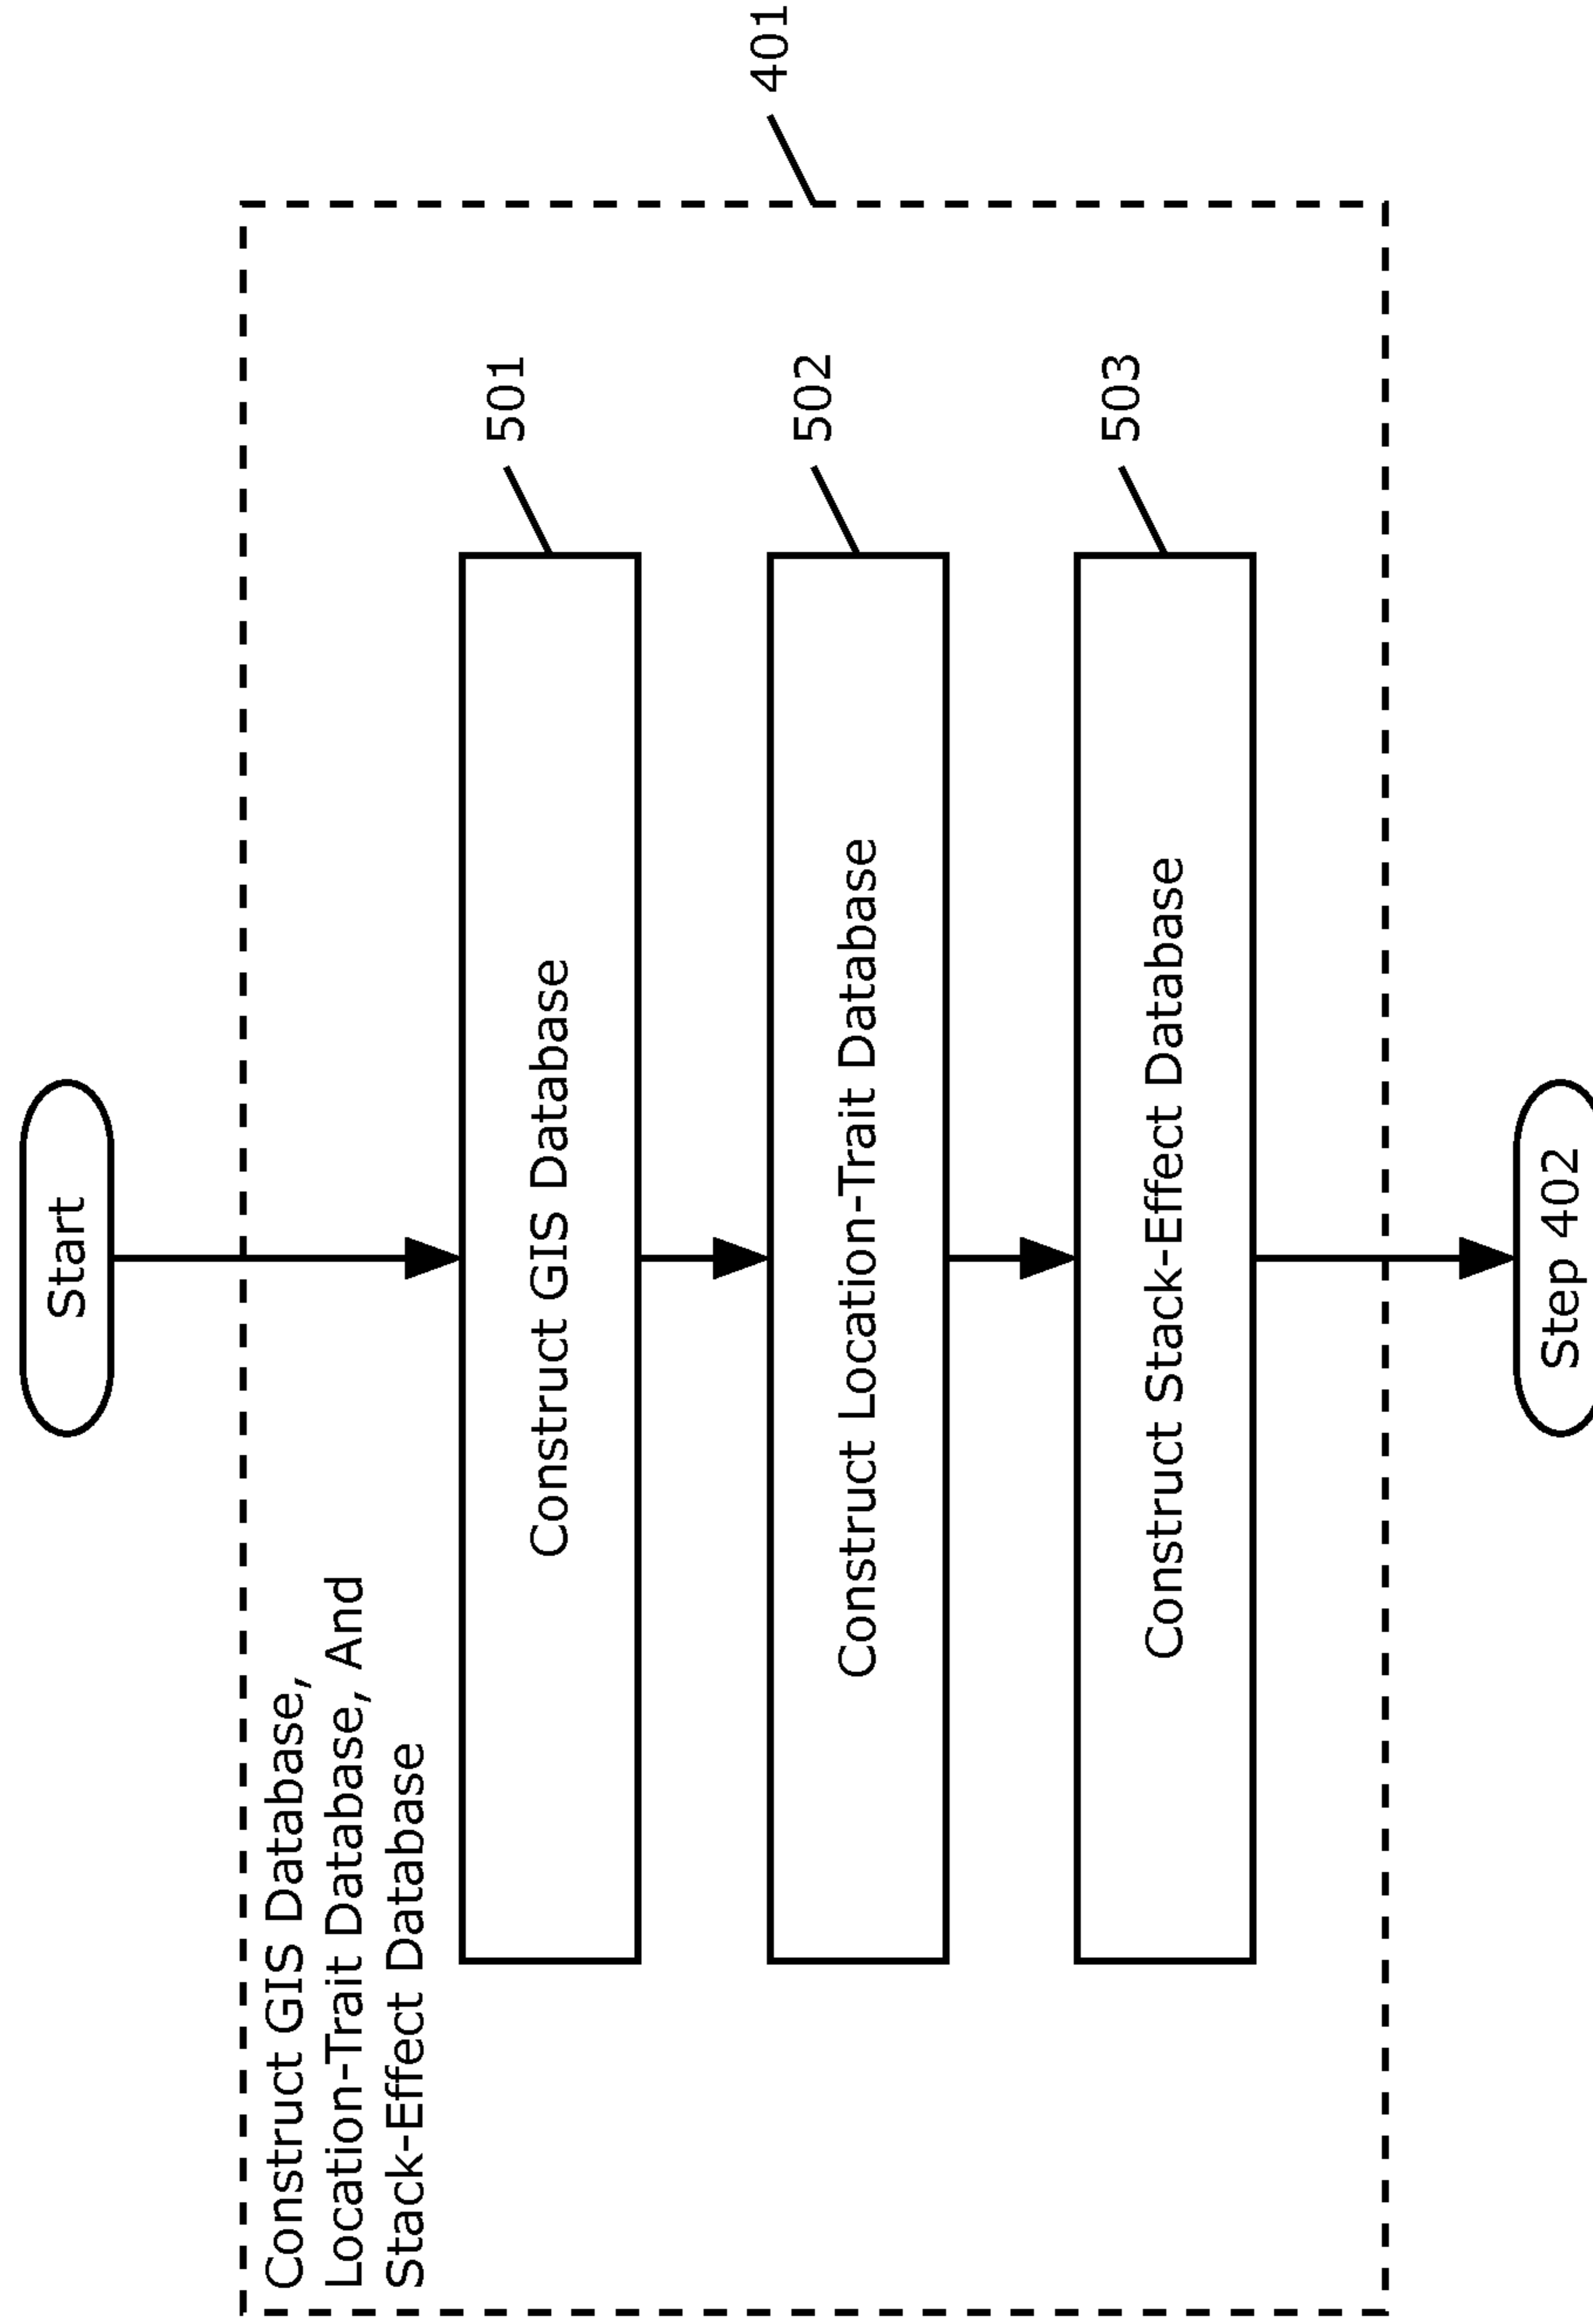 Start
Construct GIS Database,
Location-Trait Database, And
Stack-Effect Database
401
501
Construct GIS Database
502
Construct Location-Trait Database
503
Construct Stack-Effect Database
Step 402